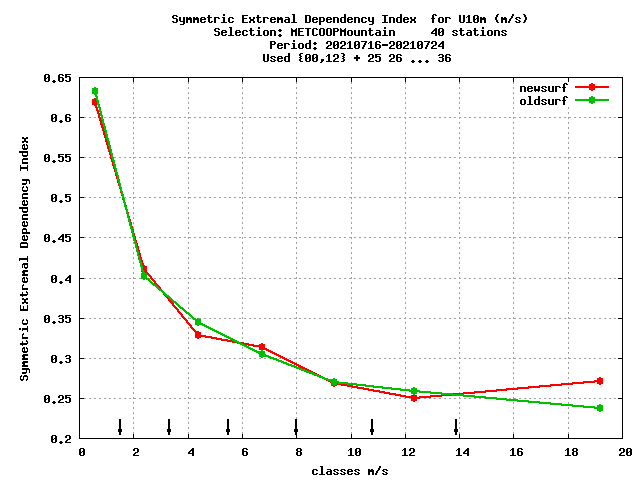 Symmetric Extremal Dependency Index  for U10m (m/s)
Selection: METCOOPMountain     40 stations
Period: 20210716-20210724
Used {00,12} + 25 26 ... 36
newsurf
oldsurf
0.65
0.6
0.55
0.5
0.45
0.4
0.35
0.3
0.25
0.2
Symmetric Extremal Dependency Index
0 2 4 6 8 10 12 14 16 18 20
classes m/s